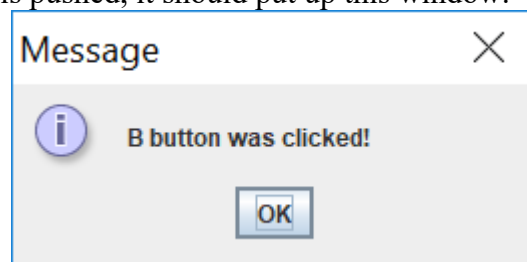 is pushed, it should put up this window:
Message
i
B button was clicked!
OK